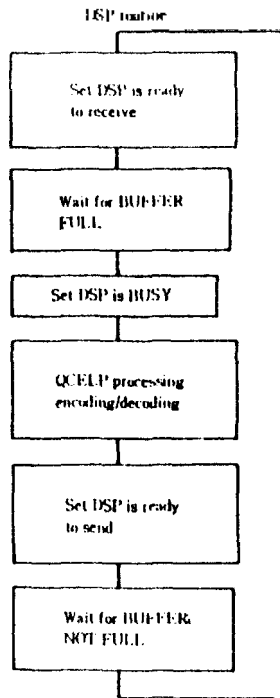 DSP routine
Set DSP is ready
to receive
Wait for BUFFER
FULL
Set DSP is BUSY
QCELP processing
encoding/decoding
Set DSP is ready
to send
Wait for BUFFER
NOT FULL